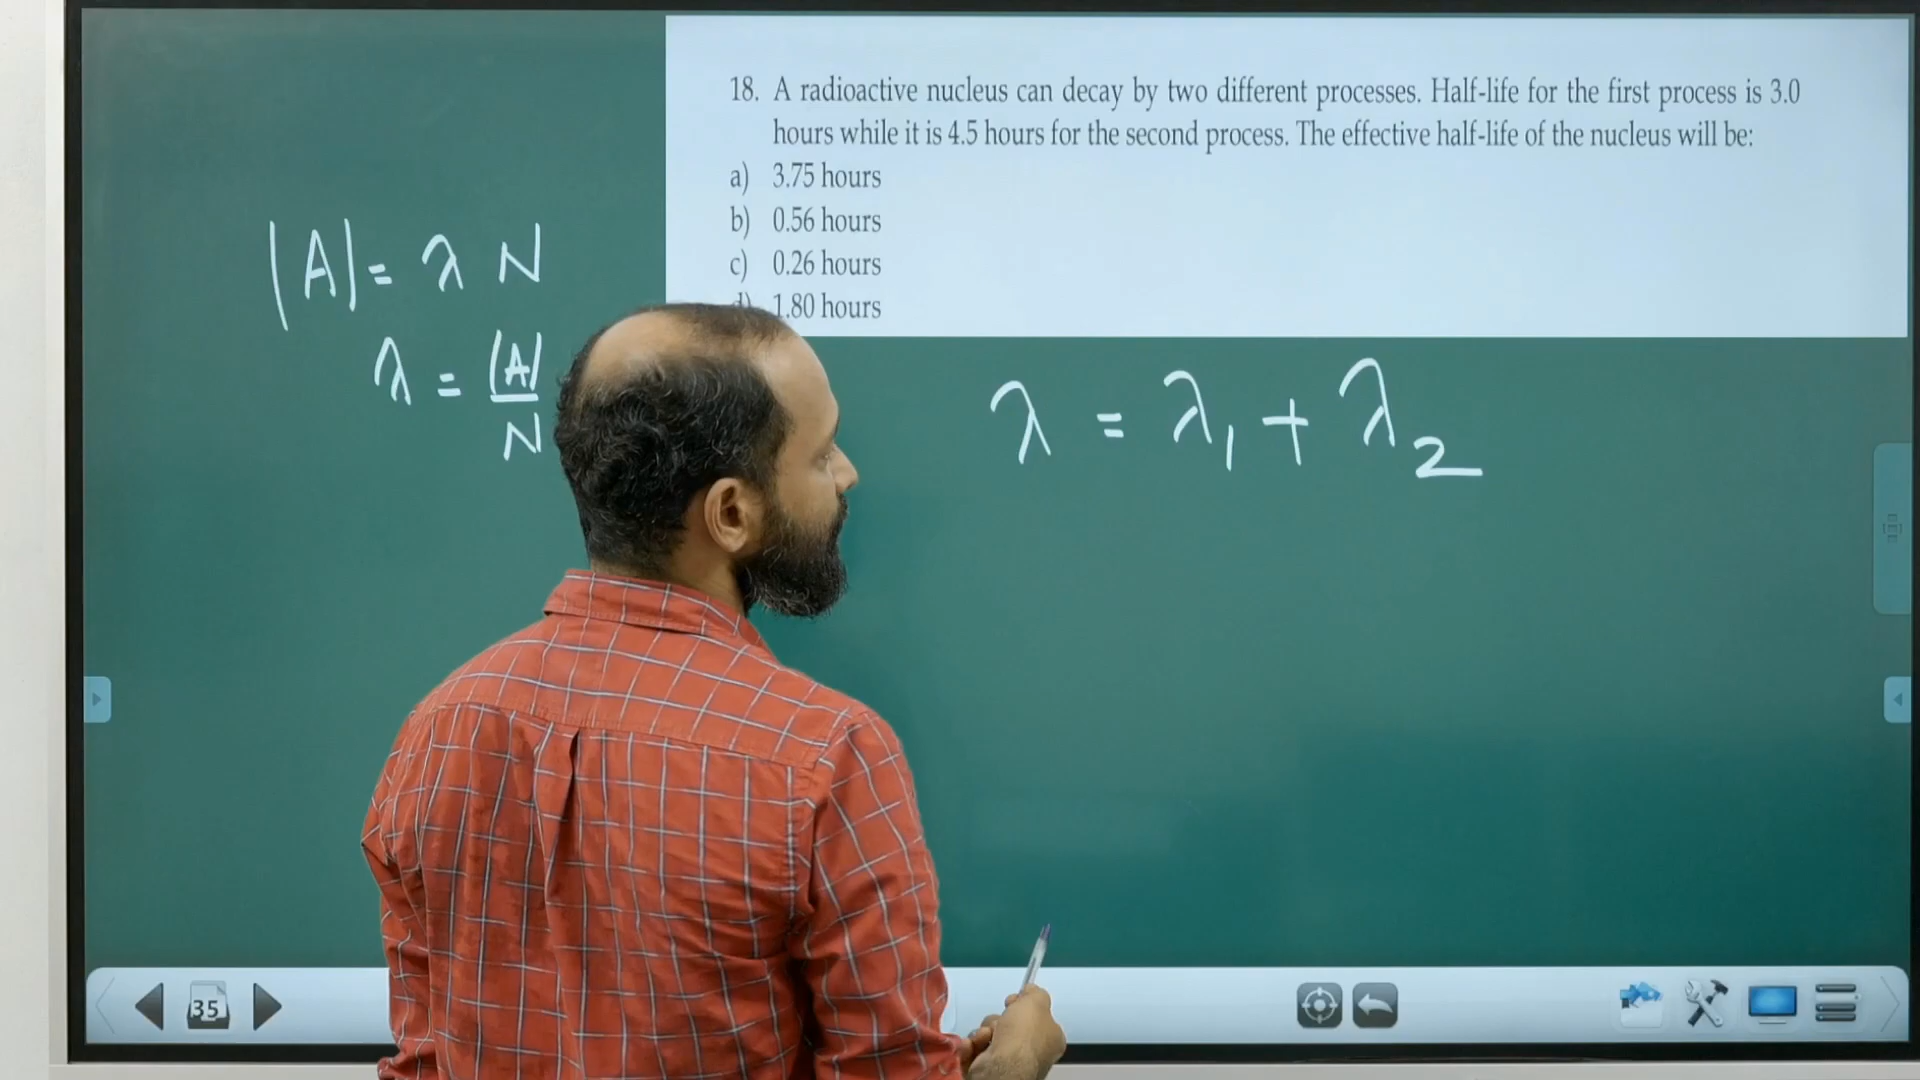 18. A radioactive nucleus can decay by two different processes. Half-life for the first process is 3.0
hours while it is 4.5 hours for the second process. The effective half-life of the nucleus will be:
a) 3.75 hours
b) 0.56 hours
c) 0.26 hours
d) 1.80 hours
|A| = λ N
λ = |A|
N
λ = λ₁ + λ₂
35